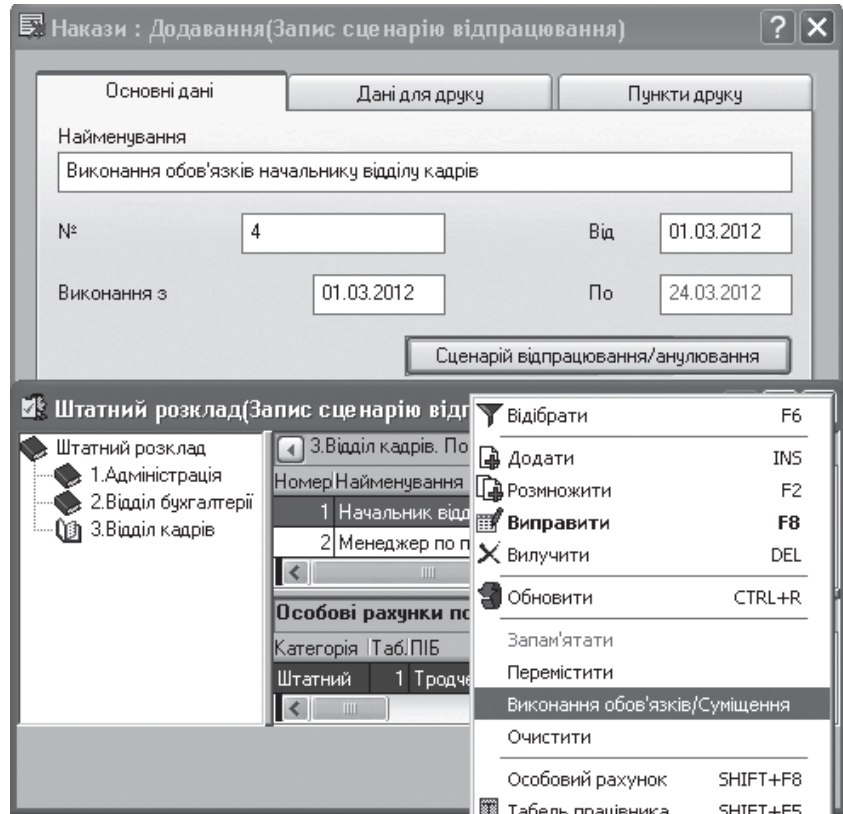 Накази : Додавання(Запис сценарію відпрацювання)
Основні дані Дані для друку Пункти друку
Найменування
Виконання обов'язків начальнику відділу кадрів
№ 4 Від 01.03.2012
Виконання з 01.03.2012 По 24.03.2012
Сценарій відпрацювання/анулювання
Штатний розклад(Запис сценарію відп
Штатний розклад
1.Адміністрація
2.Відділ бухгалтерії
3.Відділ кадрів
3.Відділ кадрів. По
Номер Найменування
1 Начальник відд
2 Менеджер по п
Особові рахунки по
Категорія Таб. ПІБ
Штатний 1 Тродче
Відібрати F6
Додати INS
Розмножити F2
Виправити F8
Вилучити DEL
Обновити CTRL+R
Запам'ятати
Перемістити
Виконання обов'язків/Суміщення
Очистити
Особовий рахунок SHIFT+F8
Табель працівника SHIFT+F5